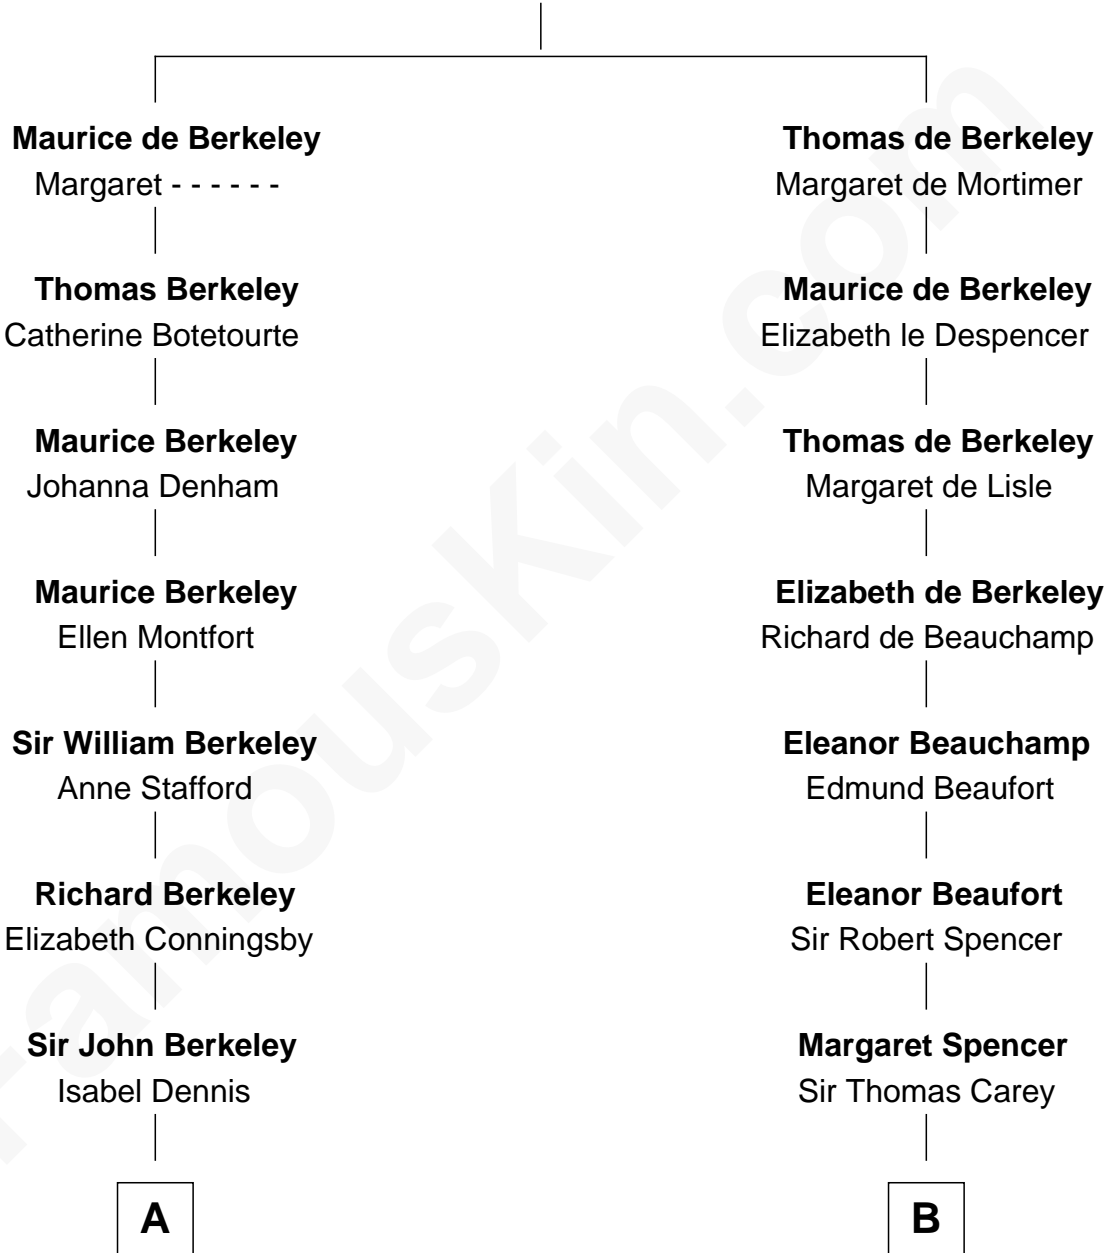 Maurice de Berkeley
Margaret - - - - - -
Thomas Berkeley
Catherine Botetourte
Maurice Berkeley
Johanna Denham
Maurice Berkeley
Ellen Montfort
Sir William Berkeley
Anne Stafford
Richard Berkeley
Elizabeth Conningsby
Sir John Berkeley
Isabel Dennis
A
Thomas de Berkeley
Margaret de Mortimer
Maurice de Berkeley
Elizabeth le Despencer
Thomas de Berkeley
Margaret de Lisle
Elizabeth de Berkeley
Richard de Beauchamp
Eleanor Beauchamp
Edmund Beaufort
Eleanor Beaufort
Sir Robert Spencer
Margaret Spencer
Sir Thomas Carey
B
FamousKin.com